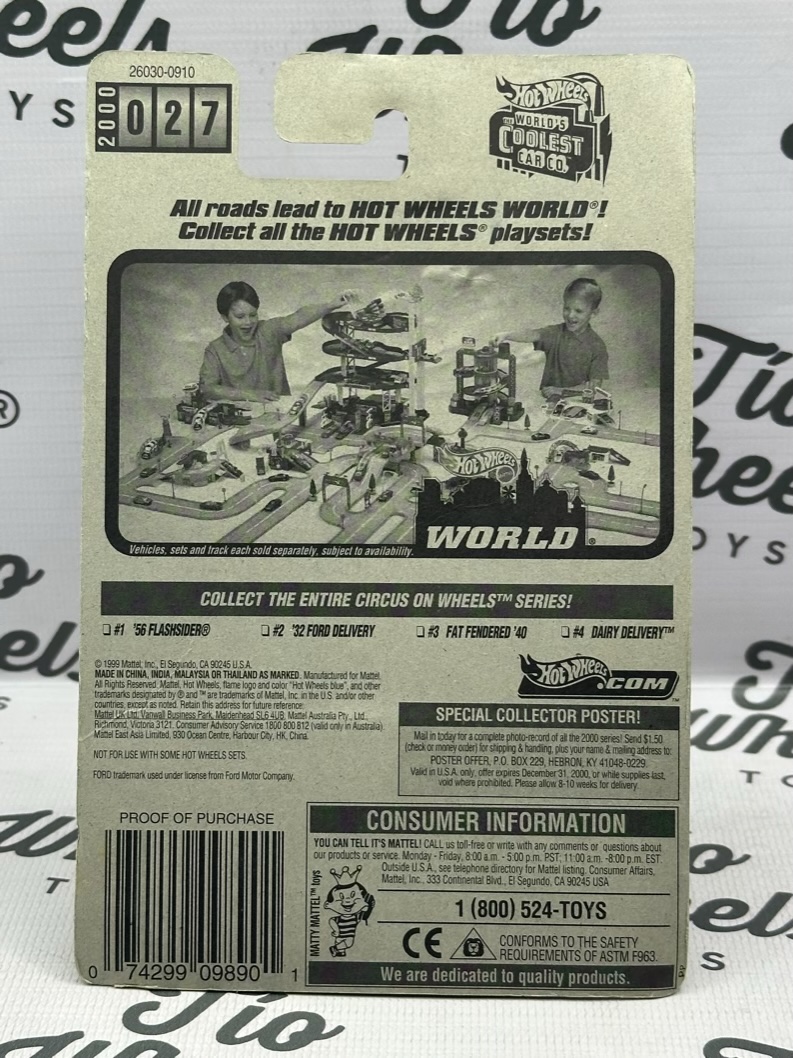 26030-0910
2000
027
HOT WHEELS
THE WORLD'S
COOLEST
CAR CO.™
All roads lead to HOT WHEELS WORLD®!
Collect all the HOT WHEELS® playsets!
HOT WHEELS
WORLD®
Vehicles, sets and track each sold separately, subject to availability.
COLLECT THE ENTIRE CIRCUS ON WHEELS™ SERIES!
❑ #1 '56 FLASHSIDER® ❑ #2 '32 FORD DELIVERY ❑ #3 FAT FENDERED '40 ❑ #4 DAIRY DELIVERY™
© 1999 Mattel, Inc., El Segundo, CA 90245 U.S.A.
MADE IN CHINA, INDIA, MALAYSIA OR THAILAND AS MARKED. Manufactured for Mattel.
All Rights Reserved. Mattel, Hot Wheels, flame logo and color "Hot Wheels blue", and other
trademarks designated by ® and ™ are trademarks of Mattel, Inc. in the U.S. and/or other
countries, except as noted. Retain this address for future reference:
Mattel UK Ltd, Vanwall Business Park, Maidenhead SL6 4UB. Mattel Australia Pty., Ltd.,
Richmond, Victoria 3121. Consumer Advisory Service 1800 800 812 (valid only in Australia).
Mattel East Asia Limited, 930 Ocean Centre, Harbour City, HK, China.
NOT FOR USE WITH SOME HOT WHEELS SETS.
FORD trademark used under license from Ford Motor Company.
HOT WHEELS.COM™
SPECIAL COLLECTOR POSTER!
Mail in today for a complete photo-record of all the 2000 series! Send $1.50
(check or money order) for shipping & handling, plus your name & mailing address to:
POSTER OFFER, P.O. BOX 229, HEBRON, KY 41048-0229.
Valid in U.S.A. only, offer expires December 31, 2000, or while supplies last,
void where prohibited. Please allow 8-10 weeks for delivery.
PROOF OF PURCHASE
0 74299 09890 1
CONSUMER INFORMATION
YOU CAN TELL IT'S MATTEL! CALL us toll-free or write with any comments or questions about
our products or service. Monday - Friday, 8:00 a.m. - 5:00 p.m. PST, 11:00 a.m. -8:00 p.m. EST.
Outside U.S.A., see telephone directory for Mattel listing. Consumer Affairs,
Mattel, Inc., 333 Continental Blvd., El Segundo, CA 90245 USA
MATTY MATTEL™ toys
1 (800) 524-TOYS
CE
CONFORMS TO THE SAFETY
REQUIREMENTS OF ASTM F963.
We are dedicated to quality products.
Tio
wheels
TOYS
®